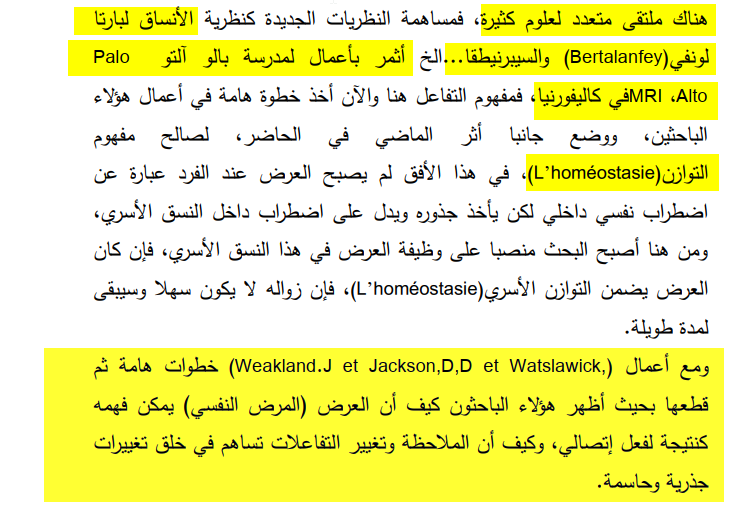 هناك ملتقى متعدد لعلوم كثيرة، فمساهمة النظريات الجديدة كنظرية الأنساق لبارتا
لونفي(Bertalanfey) والسيبرنيطقا...الخ أثمر بأعمال لمدرسة بالو آلتو Palo
Alto، MRIفي كاليفورنيا، فمفهوم التفاعل هنا والآن أخذ خطوة هامة في أعمال هؤلاء
الباحثين، ووضع جانبا أثر الماضي في الحاضر، لصالح مفهوم
التوازن(L’homéostasie)، في هذا الأفق لم يصبح العرض عند الفرد عبارة عن
اضطراب نفسي داخلي لكن يأخذ جذوره ويدل على اضطراب داخل النسق الأسري،
ومن هنا أصبح البحث منصبا على وظيفة العرض في هذا النسق الأسري، فإن كان
العرض يضمن التوازن الأسري(L’homéostasie)، فإن زواله لا يكون سهلا وسيبقى
لمدة طويلة.
ومع أعمال (Weakland.J et Jackson,D,D et Watslawick,) خطوات هامة ثم
قطعها بحيث أظهر هؤلاء الباحثون كيف أن العرض (المرض النفسي) يمكن فهمه
كنتيجة لفعل إتصالي، وكيف أن الملاحظة وتغيير التفاعلات تساهم في خلق تغييرات
جذرية وحاسمة.